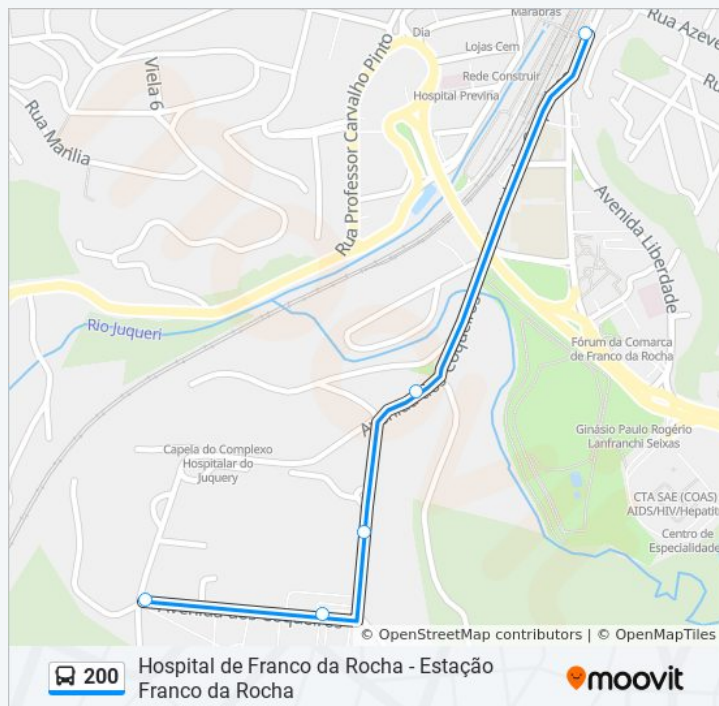 Marabras
Dia
Lojas Cem
Rede Construir
Hospital Previna
Rua Azeve
Viela 6
Rua Marília
Rua Professor Carvalho Pinto
Avenida Liberdade
Rio Juqueri
Fórum da Comarca
de Franco da Rocha
Ginásio Paulo Rogério
Lanfranchi Seixas
Capela do Complexo
Hospitalar do
Juquery
CTA SAE (COAS)
AIDS/HIV/Hepatit
Centro de
Especialidade
© OpenStreetMap contributors | © OpenMapTiles
200
Hospital de Franco da Rocha - Estação
Franco da Rocha
moovit